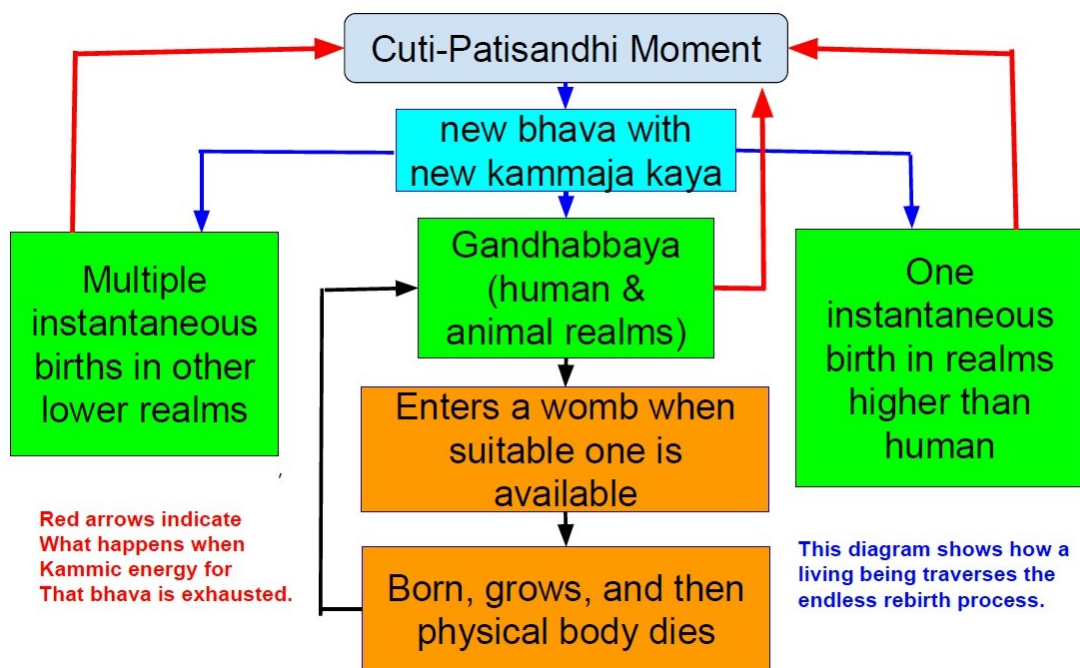 Cuti-Patisandhi Moment
new bhava with
new kammaja kaya
Multiple
instantaneous
births in other
lower realms
Gandhabbaya
(human &
animal realms)
One
instantaneous
birth in realms
higher than
human
Enters a womb when
suitable one is
available
Born, grows, and then
physical body dies
Red arrows indicate
What happens when
Kammic energy for
That bhava is exhausted.
This diagram shows how a
living being traverses the
endless rebirth process.